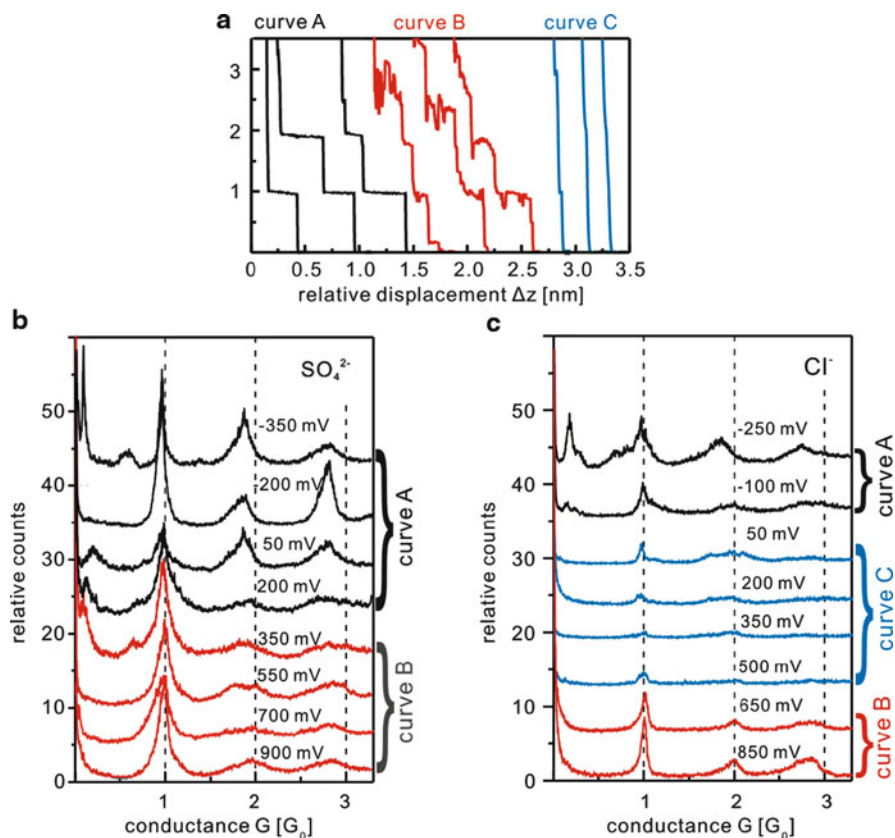 a
curve A curve B curve C
3
2
1
0 0.5 1.0 1.5 2.0 2.5 3.0 3.5
relative displacement Δz [nm]
b
SO₄²⁻
50
40
30
20
10
0
relative counts
-350 mV
-200 mV
50 mV
200 mV
350 mV
550 mV
700 mV
900 mV
curve A
curve B
1 2 3
conductance G [G₀]
c
Cl⁻
50
40
30
20
10
0
relative counts
-250 mV
-100 mV
50 mV
200 mV
350 mV
500 mV
650 mV
850 mV
curve A
curve C
curve B
1 2 3
conductance G [G₀]